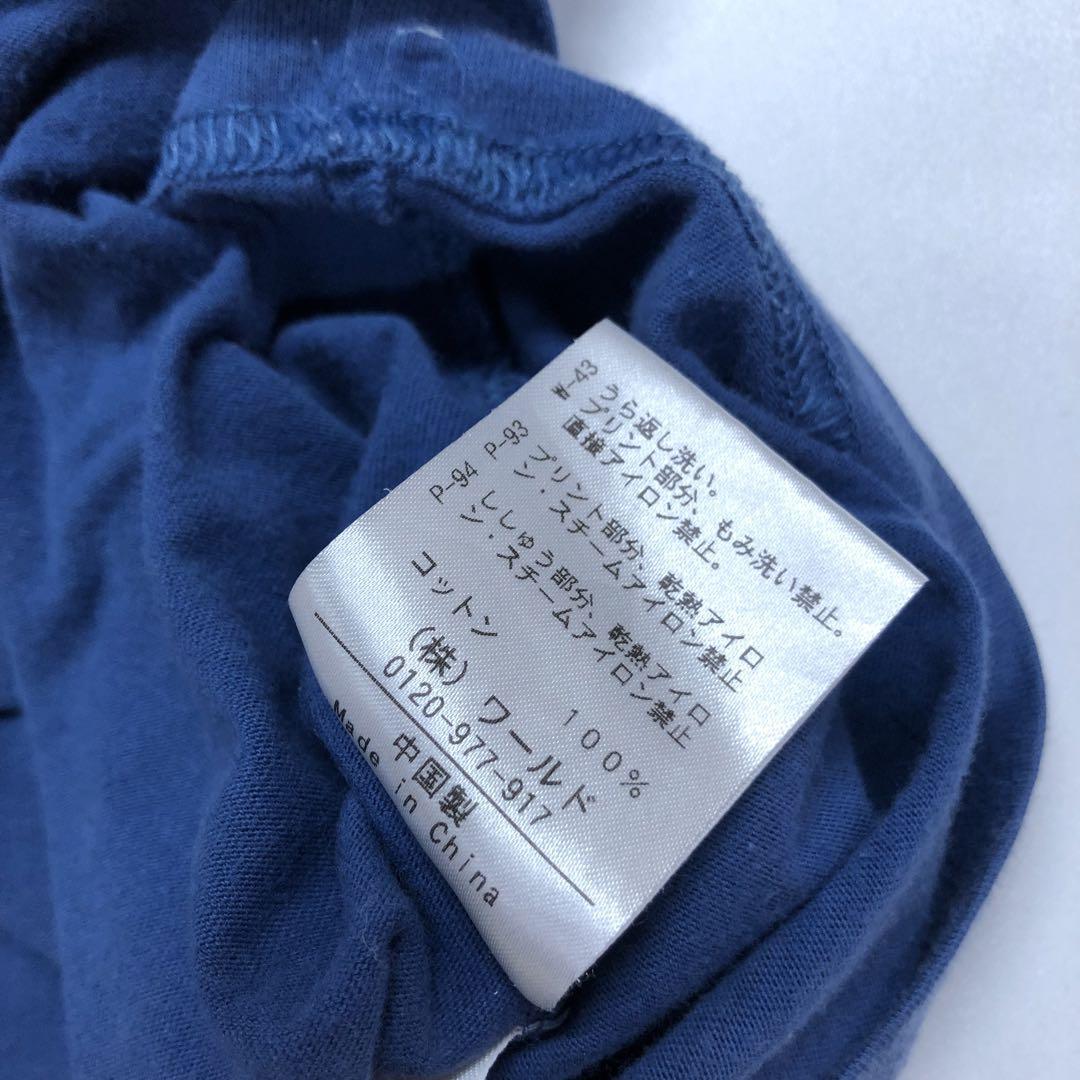 W-43 うら返し洗い。
プリント部分、もみ洗い禁止。
直接アイロン禁止。
P-93 プリント部分、乾熱アイロ
ン・スチームアイロン禁止
P-94 ししゅう部分、乾熱アイロ
ン・スチームアイロン禁止
コットン 100%
(株)ワールド
0120-977-917
中国製
Made in China